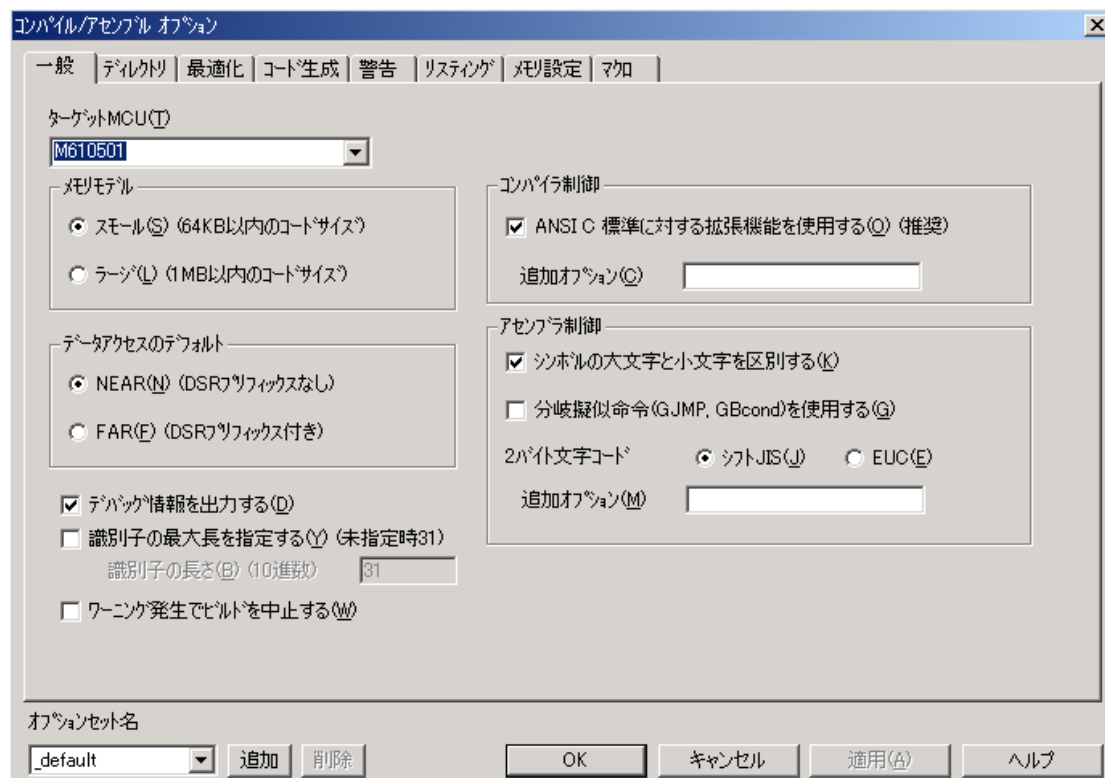 コンパイル/アセンブル オプション
一般 ディレクトリ 最適化 コード生成 警告 リスティング メモリ設定 マクロ
ターゲットMCU(T)
M610501
メモリモデル
スモール(S) (64KB以内のコードサイズ)
ラージ(L) (1MB以内のコードサイズ)
データアクセスのデフォルト
NEAR(N) (DSRプリフィックスなし)
FAR(F) (DSRプリフィックス付き)
デバッグ情報を出力する(D)
識別子の最大長を指定する(Y) (未指定時31)
識別子の長さ(B) (10進数) 31
ワーニング発生でビルドを中止する(W)
コンパイラ制御
ANSI C 標準に対する拡張機能を使用する(O) (推奨)
追加オプション(C)
アセンブラ制御
シンボルの大文字と小文字を区別する(K)
分岐擬似命令(GJMP, GBcond)を使用する(G)
2バイト文字コード シフトJIS(J) EUC(E)
追加オプション(M)
オプションセット名
_default 追加 削除 OK キャンセル 適用(A) ヘルプ